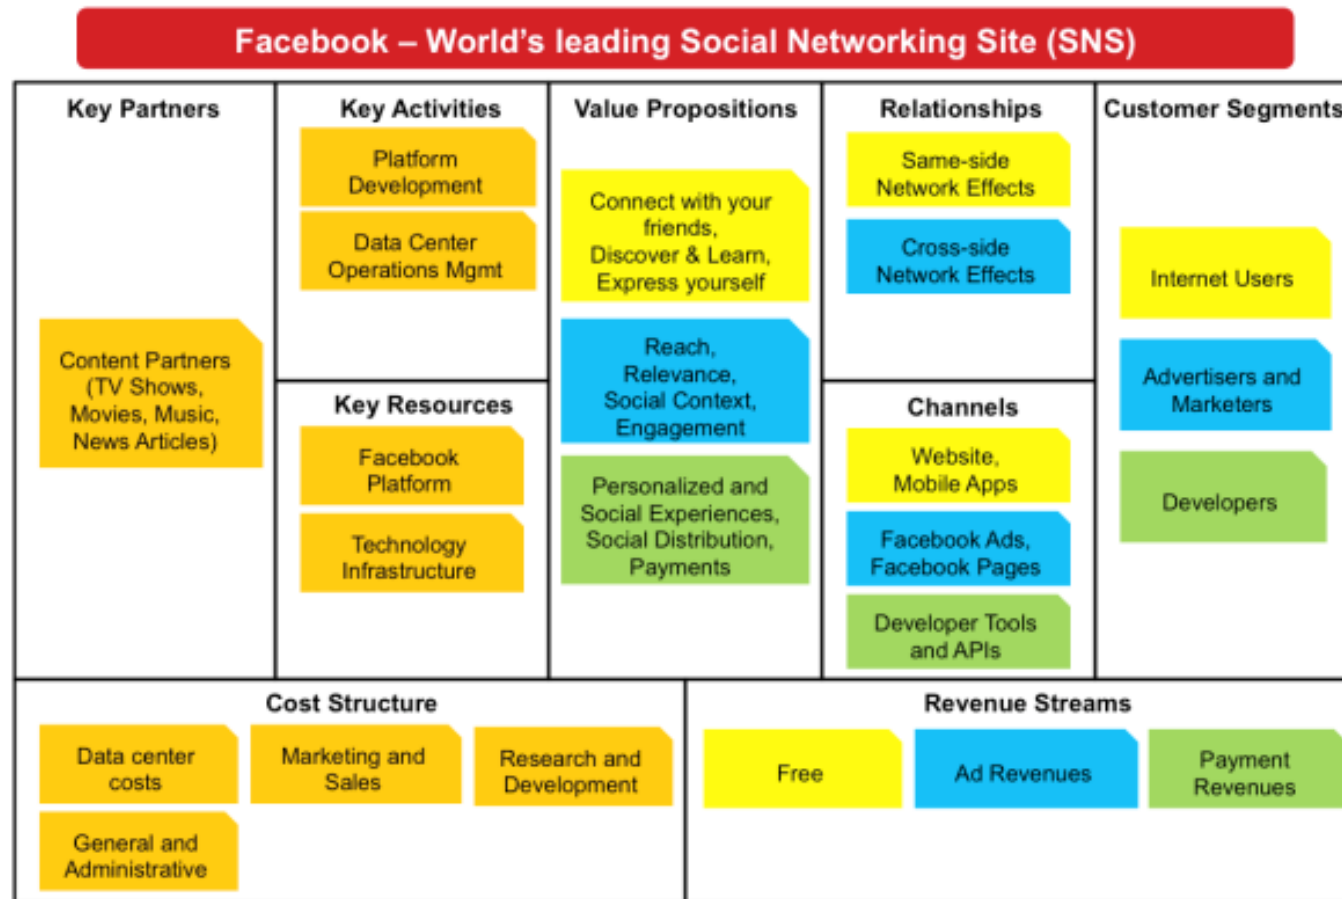 Facebook – World's leading Social Networking Site (SNS)
Key Partners
Content Partners
(TV Shows,
Movies, Music,
News Articles)
Key Activities
Platform
Development
Data Center
Operations Mgmt
Key Resources
Facebook
Platform
Technology
Infrastructure
Value Propositions
Connect with your
friends,
Discover & Learn,
Express yourself
Reach,
Relevance,
Social Context,
Engagement
Personalized and
Social Experiences,
Social Distribution,
Payments
Relationships
Same-side
Network Effects
Cross-side
Network Effects
Channels
Website,
Mobile Apps
Facebook Ads,
Facebook Pages
Developer Tools
and APIs
Customer Segments
Internet Users
Advertisers and
Marketers
Developers
Cost Structure
Data center
costs
Marketing and
Sales
Research and
Development
General and
Administrative
Revenue Streams
Free
Ad Revenues
Payment
Revenues